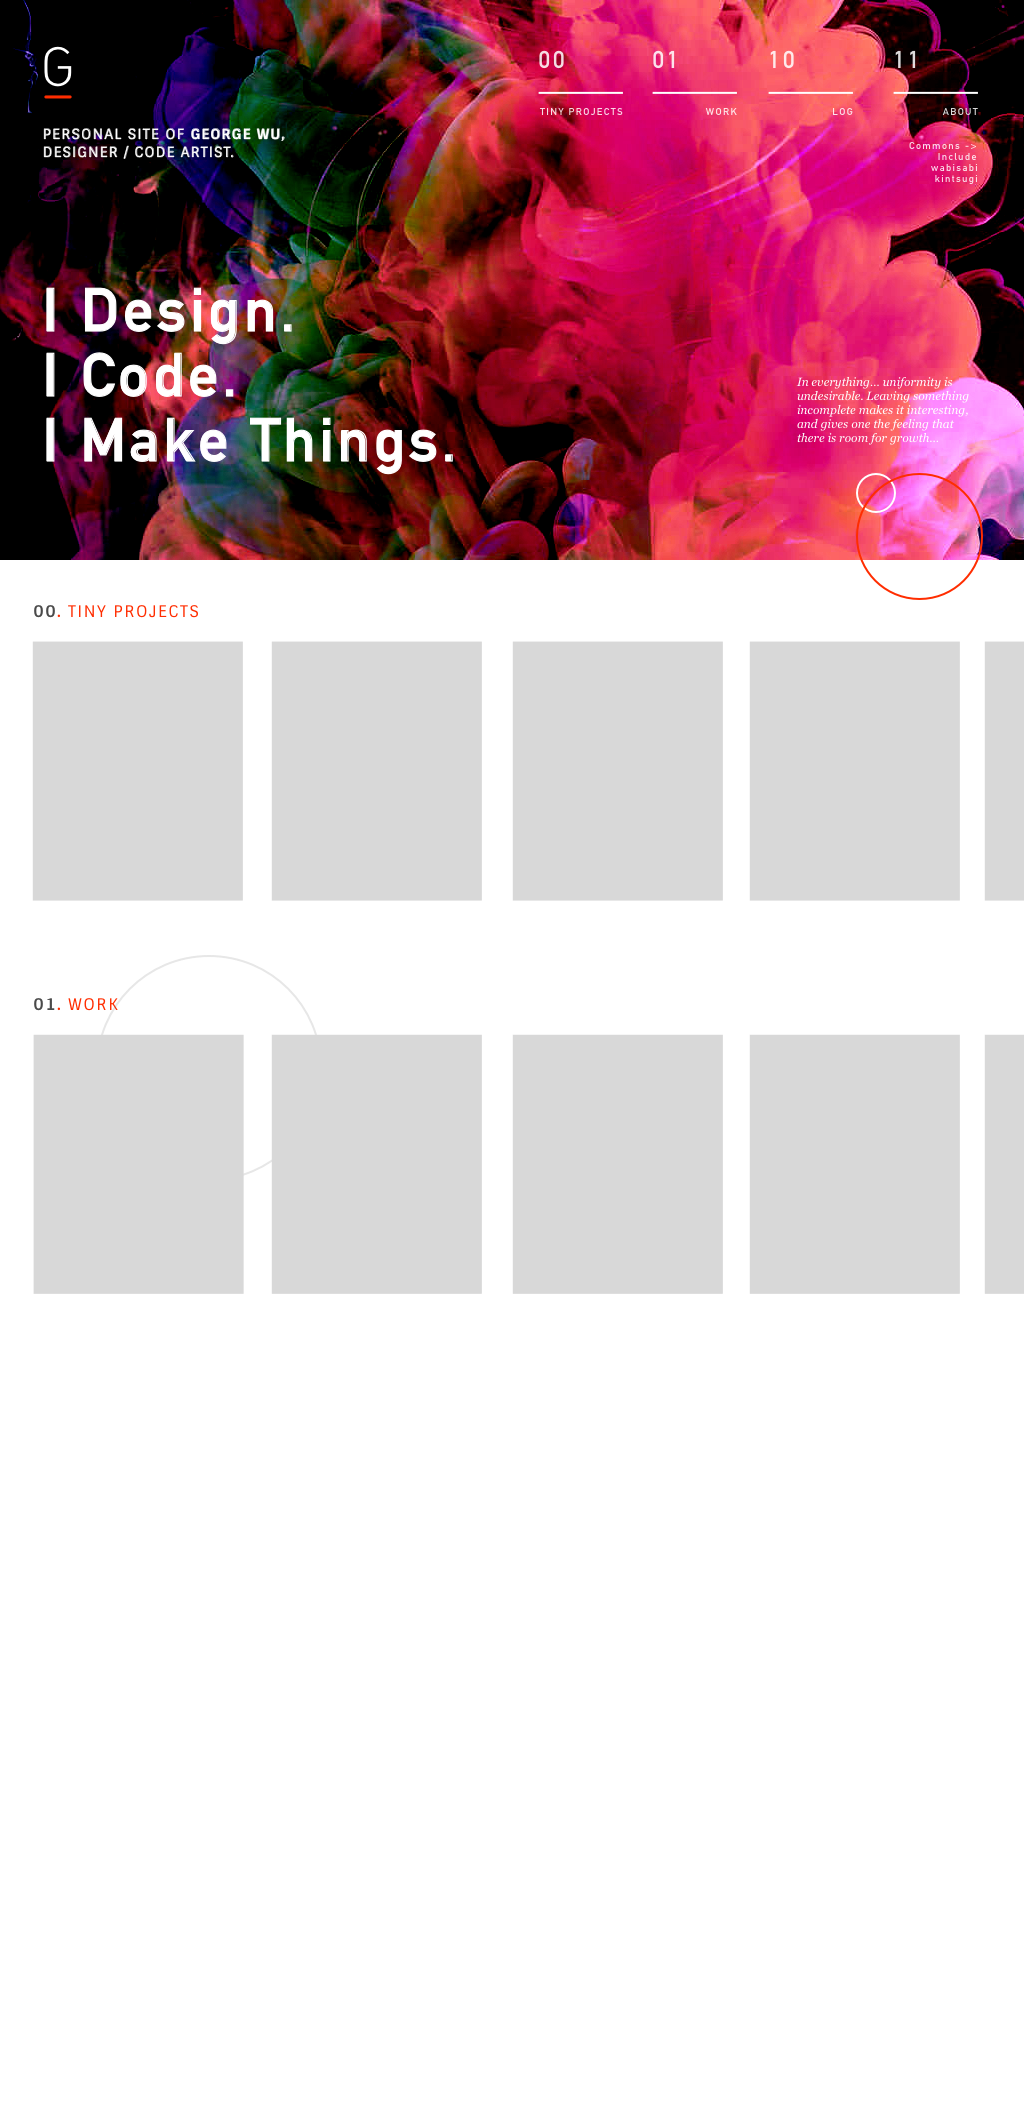 G
PERSONAL SITE OF GEORGE WU,
DESIGNER / CODE ARTIST.
00
01
10
11
TINY PROJECTS
WORK
LOG
ABOUT
Commons ~>
Include
wabisabi
kintsugi
I Design.
I Code.
I Make Things.
In everything... uniformity is
undesirable. Leaving something
incomplete makes it interesting,
and gives one the feeling that
there is room for growth...
00. TINY PROJECTS
01. WORK